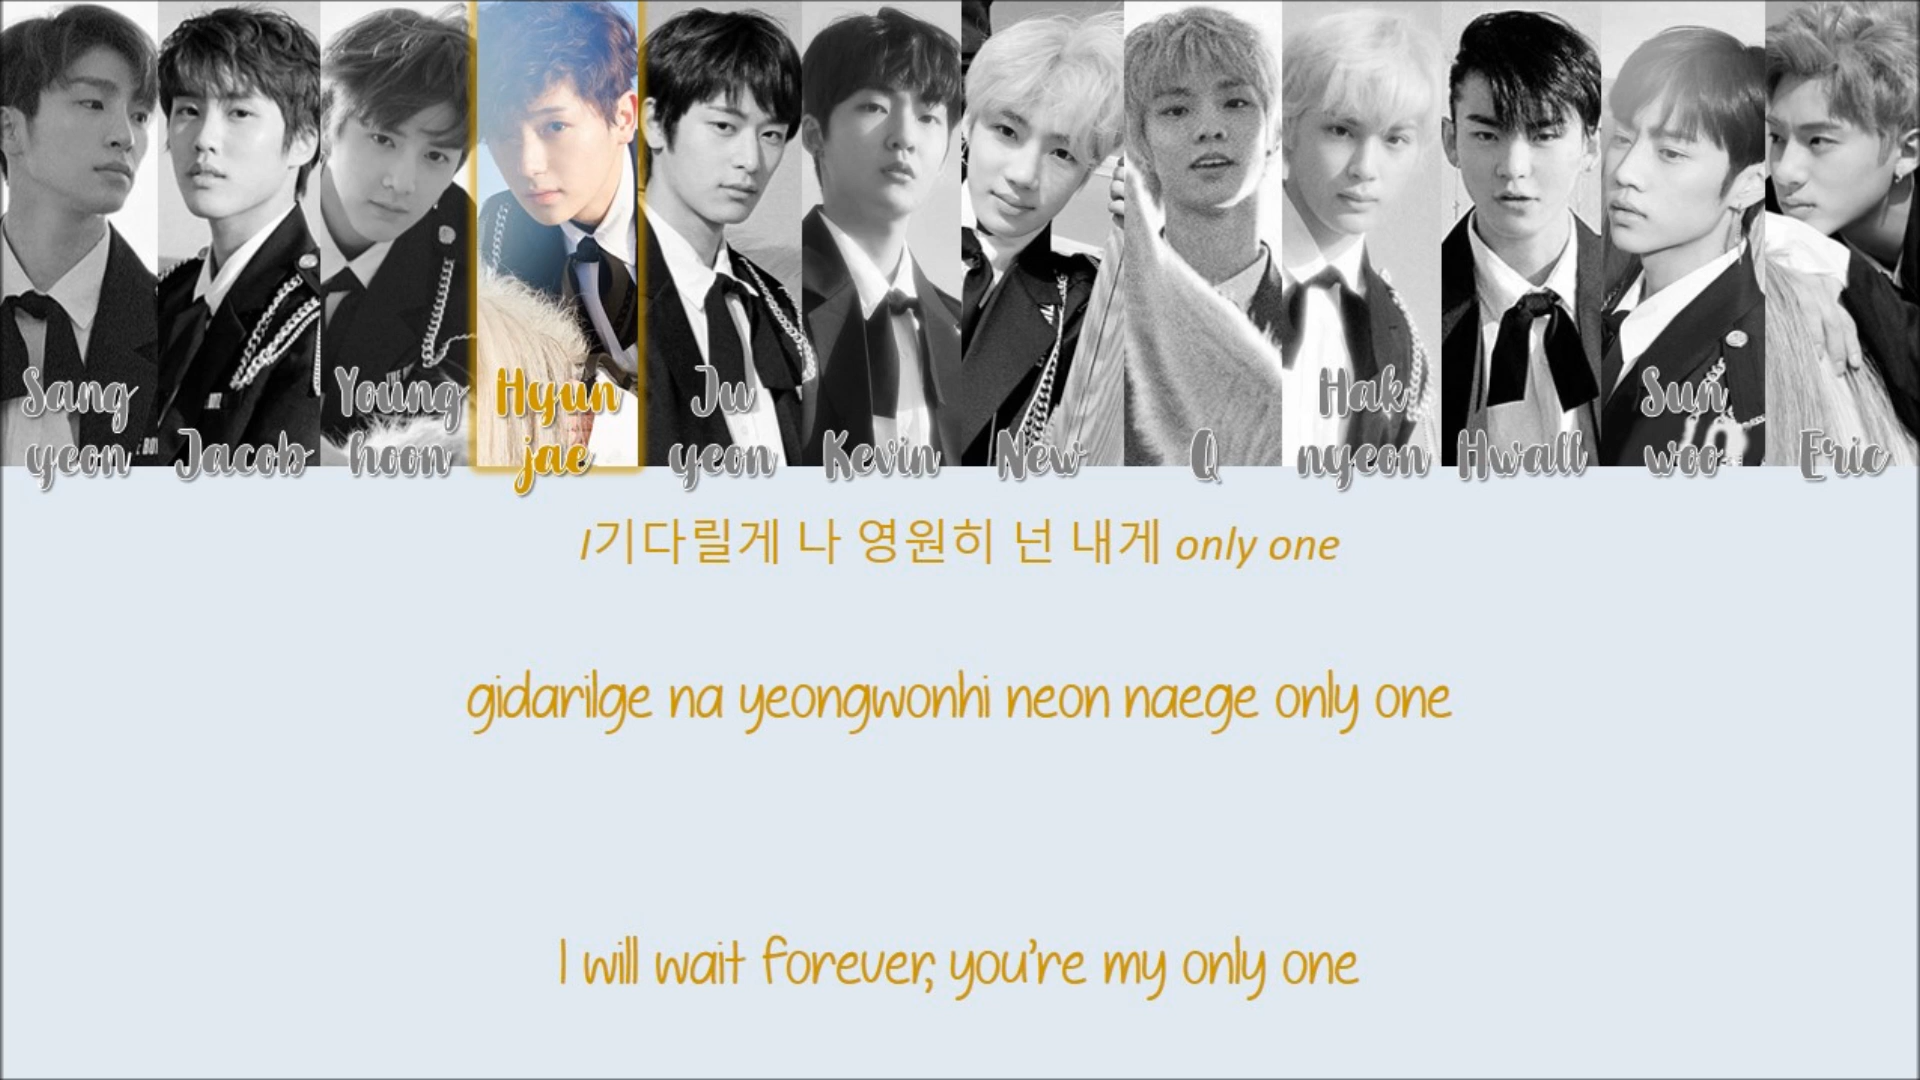 Sang
yeon
Jacob
Young
hoon
Hyun
jae
Ju
yeon
Kevin
New
Q
Hak
nyeon
Hwall
Sun
woo
Eric
I기다릴게 나 영원히 넌 내게 only one
gidarilge na yeongwonhi neon naege only one
I will wait forever, you're my only one